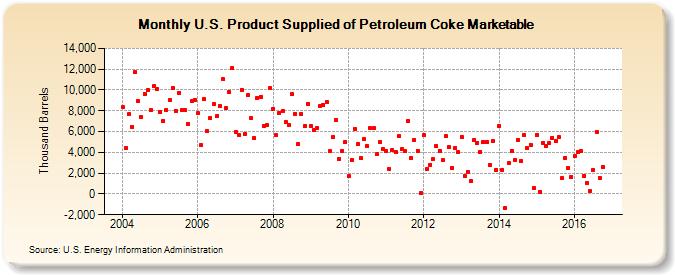 Monthly U.S. Product Supplied of Petroleum Coke Marketable
Thousand Barrels
14,000
12,000
10,000
8,000
6,000
4,000
2,000
0
-2,000
2004 2006 2008 2010 2012 2014 2016
Source: U.S. Energy Information Administration